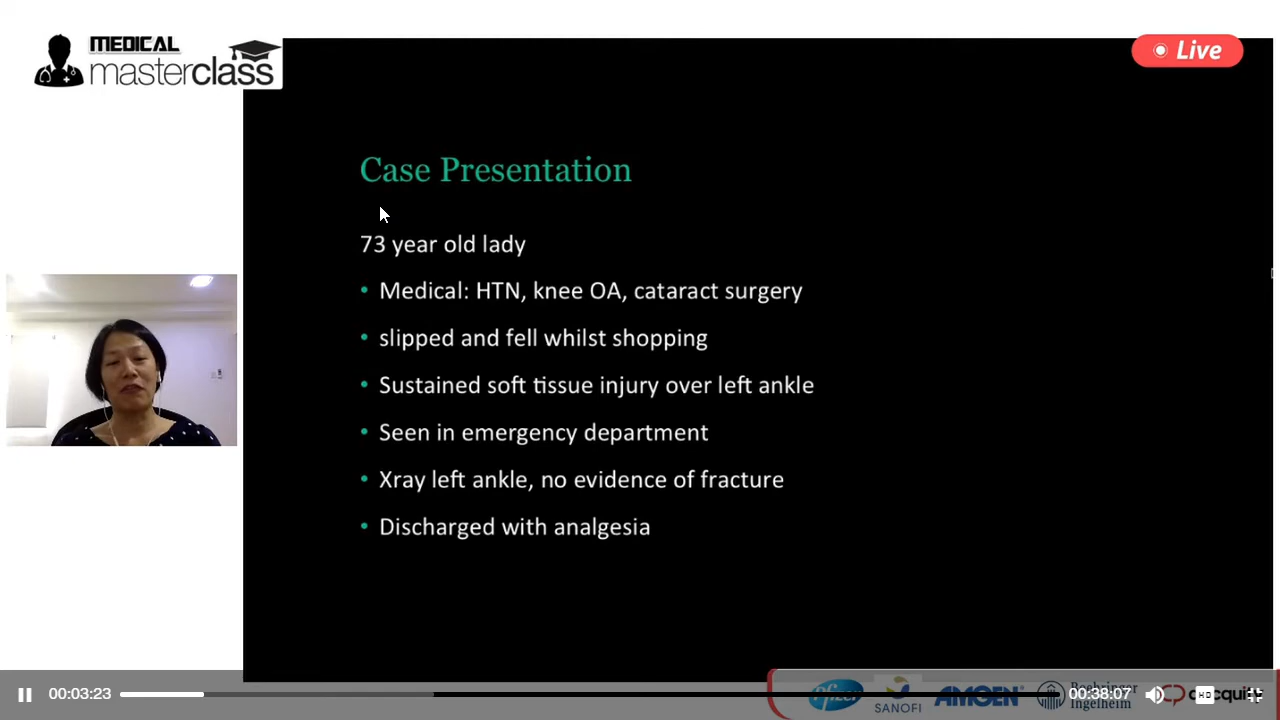 MEDICAL
masterclass
Live
Case Presentation
73 year old lady
• Medical: HTN, knee OA, cataract surgery
• slipped and fell whilst shopping
• Sustained soft tissue injury over left ankle
• Seen in emergency department
• Xray left ankle, no evidence of fracture
• Discharged with analgesia
00:03:23
Pfizer
SANOFI
AMGEN
Boehringer
Ingelheim
00:38:07
HD